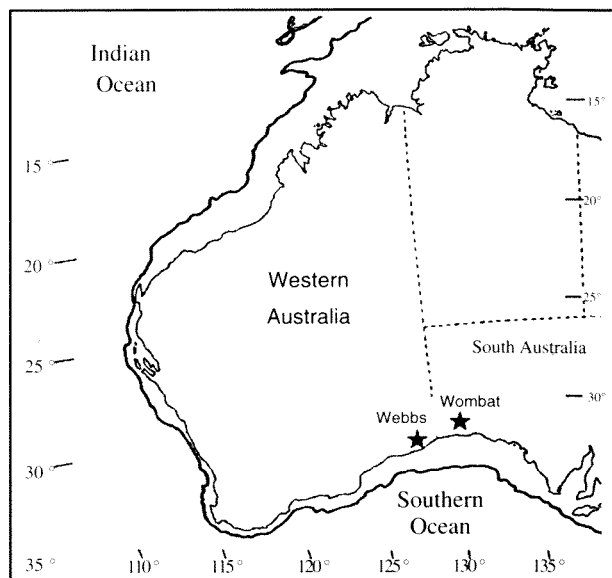 Indian
Ocean
15°
15°
20°
20°
Western
Australia
25°
South Australia
25°
30°
Wombat
Webbs
30°
Southern
Ocean
35°
110°
115°
120°
125°
130°
135°